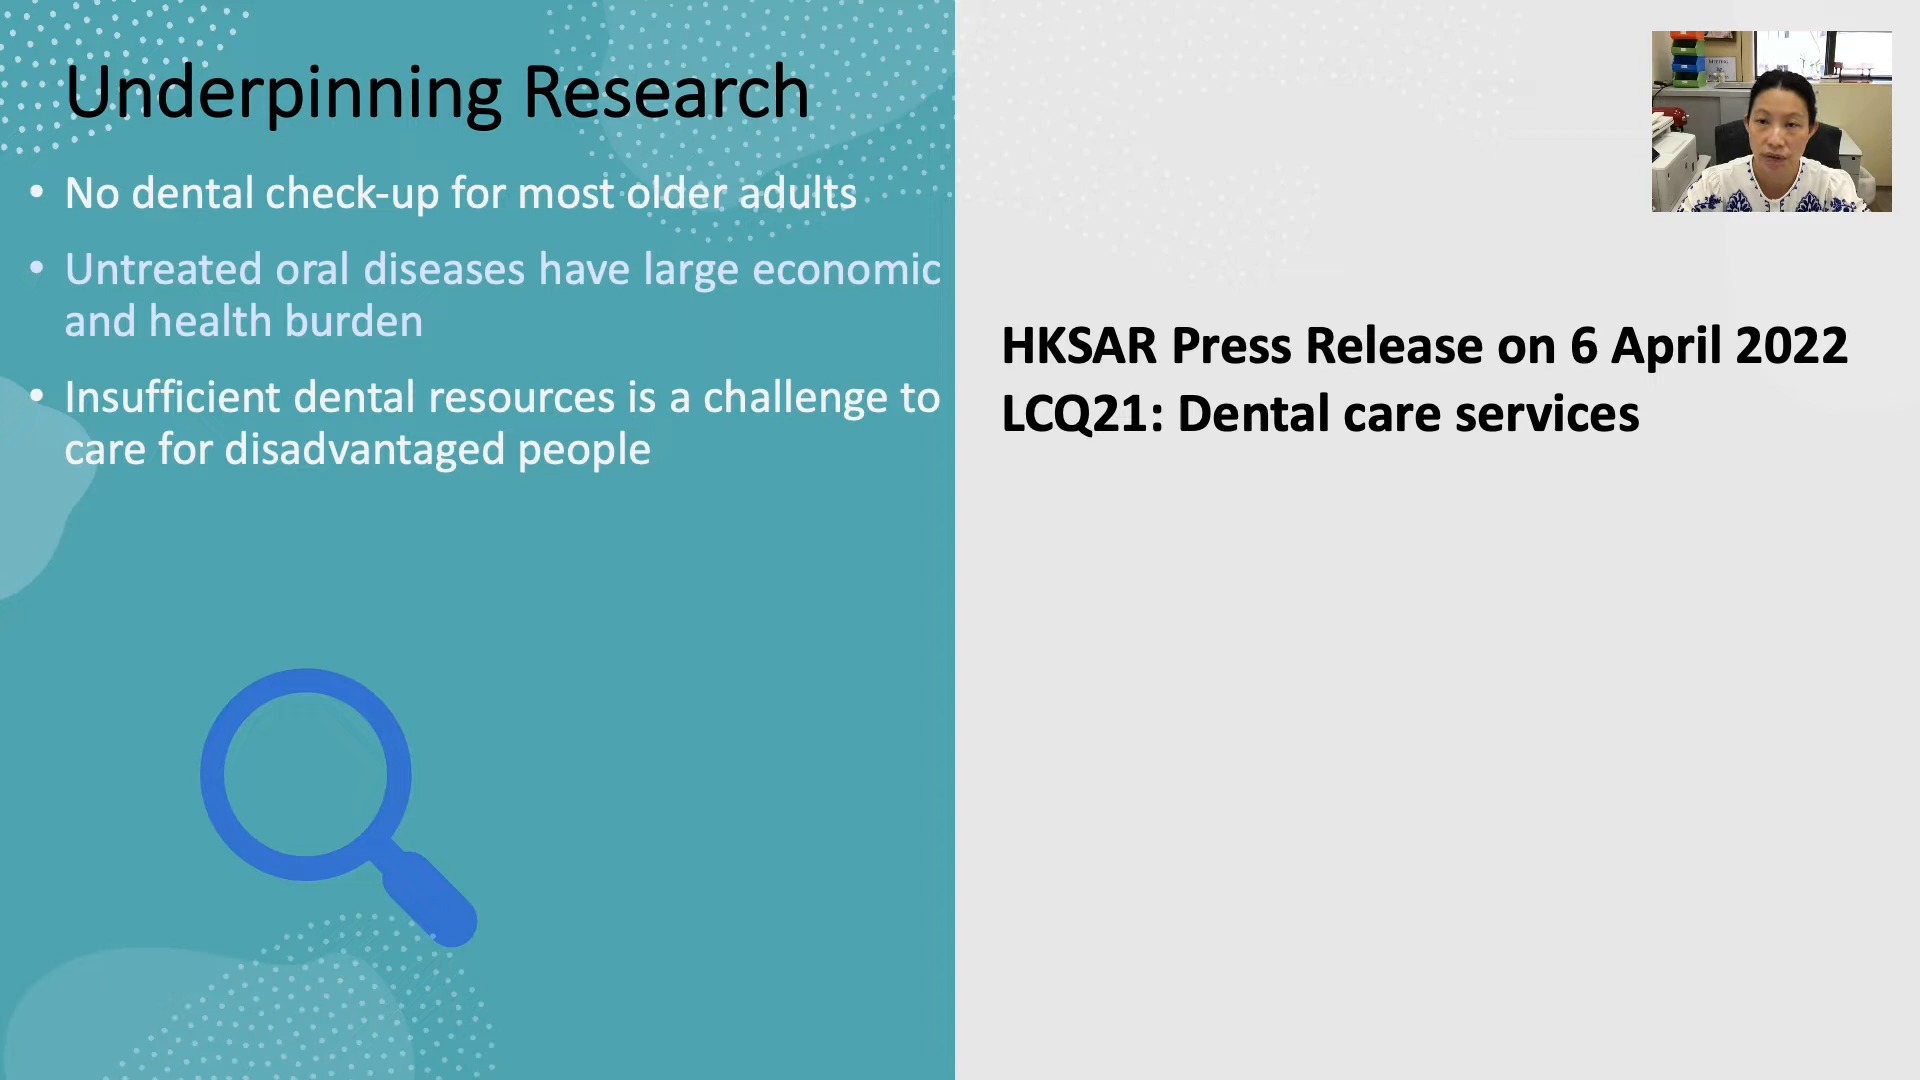 Underpinning Research
• No dental check-up for most older adults
• Untreated oral diseases have large economic
and health burden
• Insufficient dental resources is a challenge to
care for disadvantaged people
HKSAR Press Release on 6 April 2022
LCQ21: Dental care services